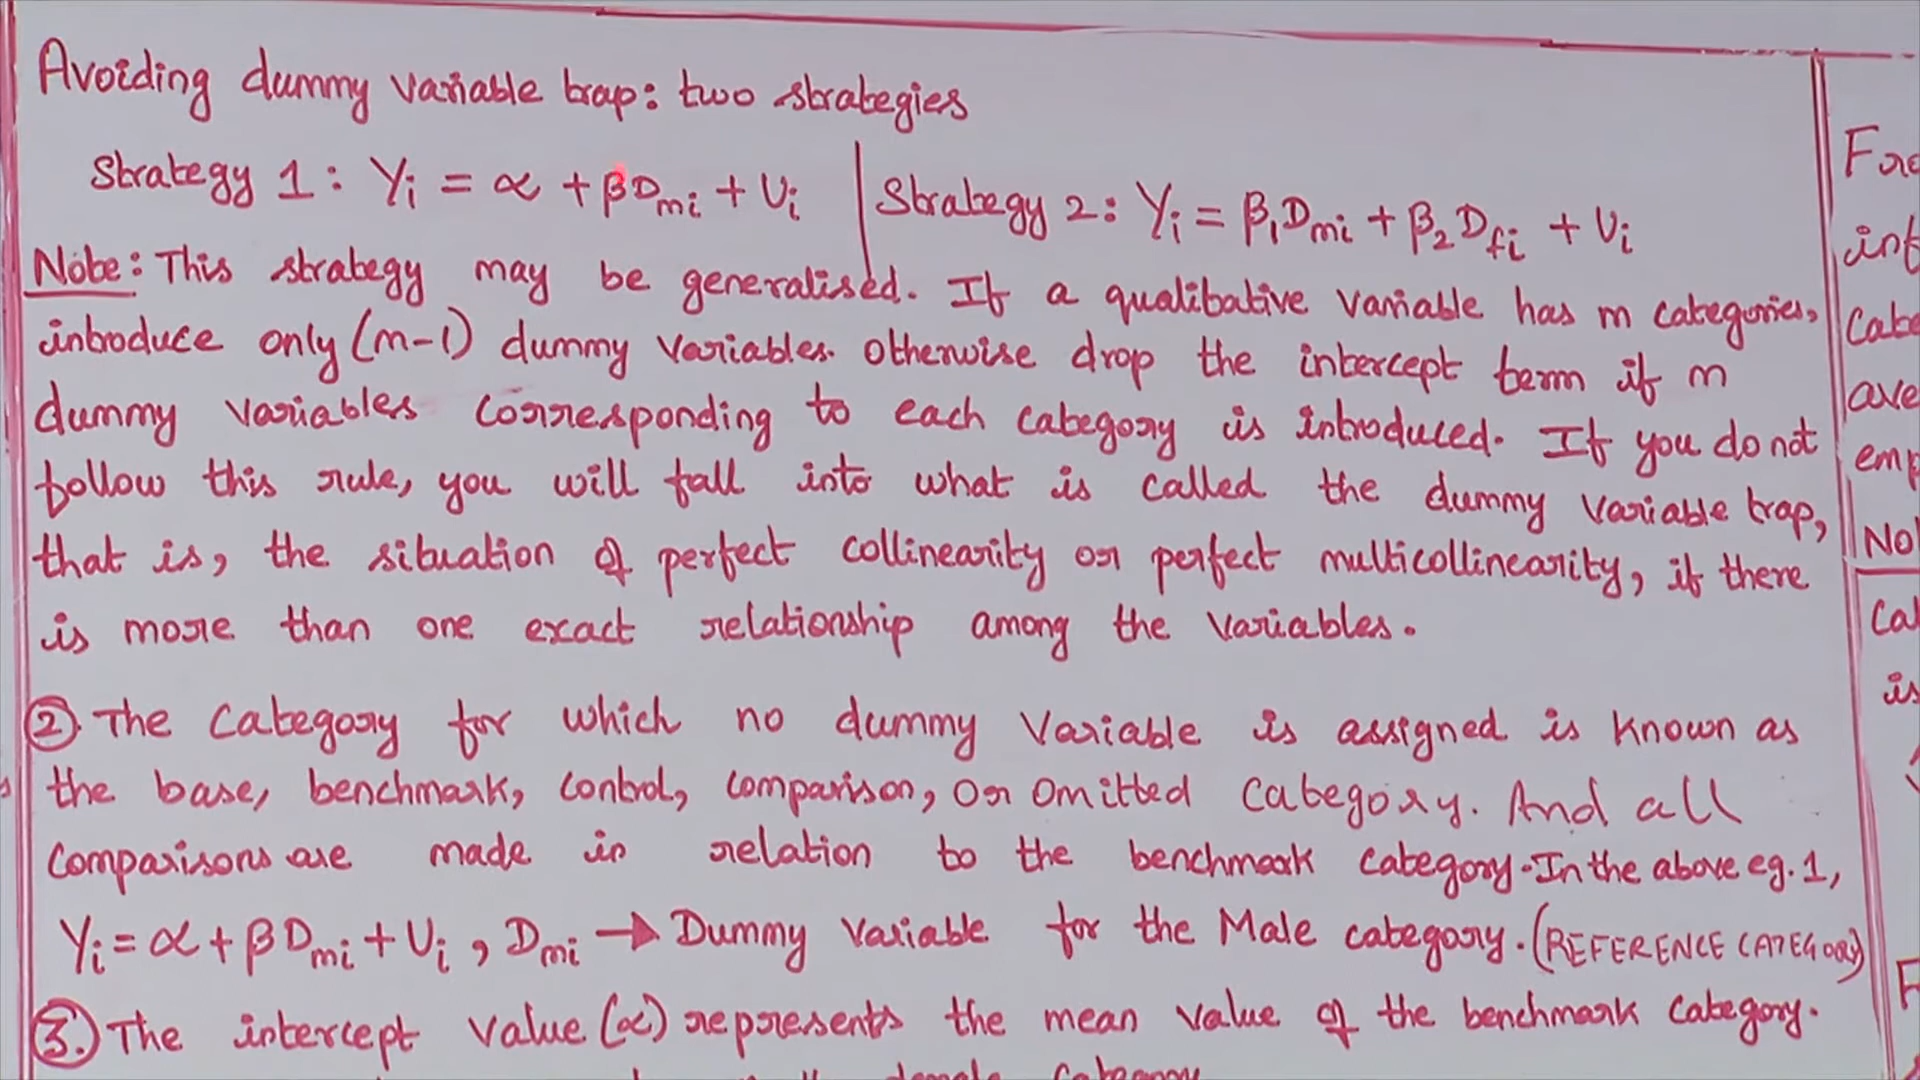 Avoiding dummy variable trap: two strategies
Strategy 1: Yi = α + βDmi + Ui | Strategy 2: Yi = β1Dmi + β2Dfi + Ui
Note: This strategy may be generalised. If a qualitative variable has m categories,
introduce only (m-1) dummy variables. Otherwise drop the intercept term if m
dummy variables corresponding to each category is introduced. If you do not
follow this rule, you will fall into what is called the dummy variable trap,
that is, the situation of perfect collinearity or perfect multicollinearity, if there
is more than one exact relationship among the variables.
② The category for which no dummy variable is assigned is known as
the base, benchmark, control, comparison, or omitted category. And all
comparisons are made in relation to the benchmark category. In the above eg. 1,
Yi = α + βDmi + Ui, Dmi → Dummy variable for the Male category. (REFERENCE CATEGORY)
③. The intercept value (α) represents the mean value of the benchmark category.
female category
is
No